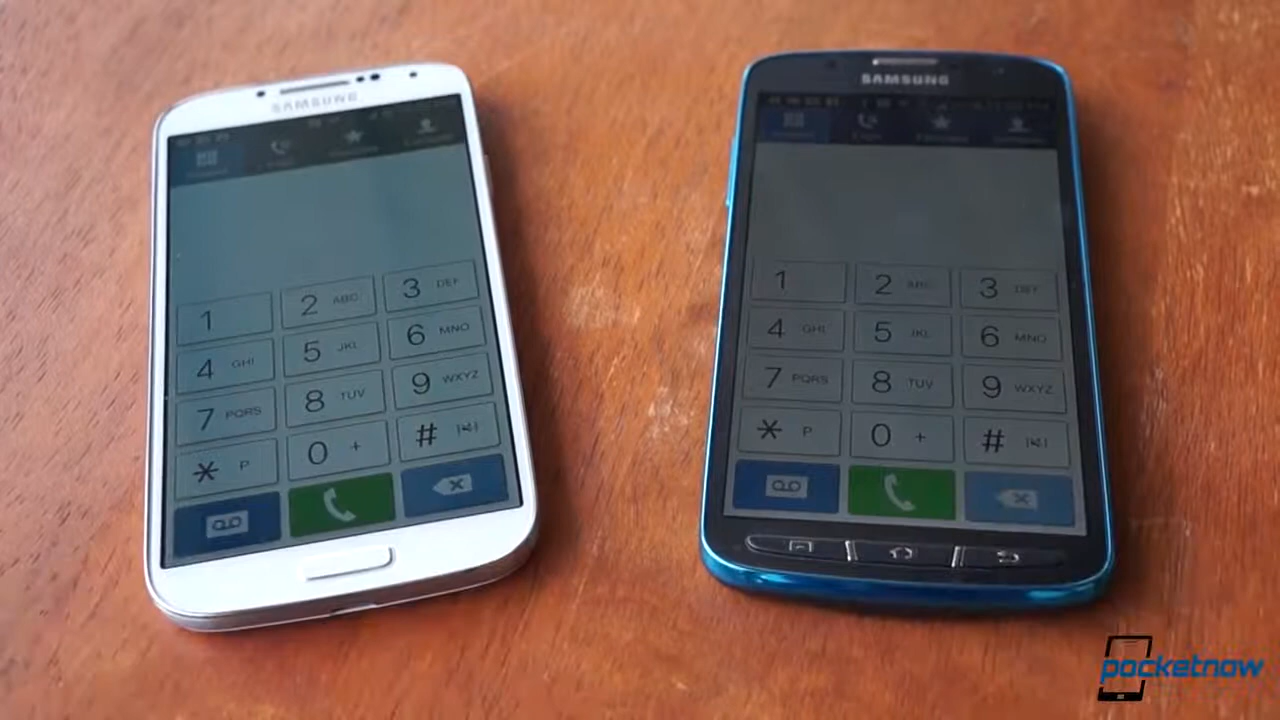 SAMSUNG
1
2 ABC
3 DEF
4 GHI
5 JKL
6 MNO
7 PQRS
8 TUV
9 WXYZ
* P
0 +
#
SAMSUNG
1
2 ABC
3 DEF
4 GHI
5 JKL
6 MNO
7 PQRS
8 TUV
9 WXYZ
* P
0 +
#
pocketnow